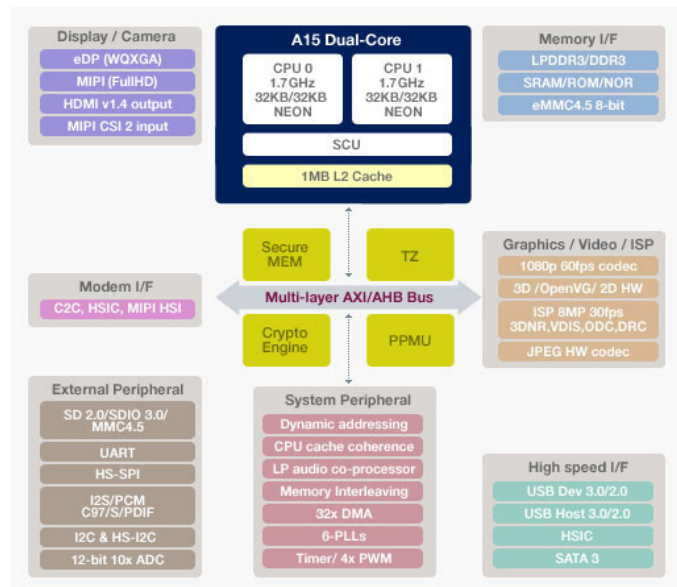 Display / Camera
eDP (WQXGA)
MIPI (FullHD)
HDMI v1.4 output
MIPI CSI 2 input
A15 Dual-Core
CPU 0
1.7GHz
32KB/32KB
NEON
CPU 1
1.7GHz
32KB/32KB
NEON
SCU
1MB L2 Cache
Memory I/F
LPDDR3/DDR3
SRAM/ROM/NOR
eMMC4.5 8-bit
Secure
MEM
TZ
Modem I/F
C2C, HSIC, MIPI HSI
Multi-layer AXI/AHB Bus
Crypto
Engine
PPMU
Graphics / Video / ISP
1080p 60fps codec
3D /OpenVG/ 2D HW
ISP 8MP 30fps
3DNR,VDIS,ODC,DRC
JPEG HW codec
External Peripheral
SD 2.0/SDIO 3.0/
MMC4.5
UART
HS-SPI
I2S/PCM
C97/S/PDIF
I2C & HS-I2C
12-bit 10x ADC
System Peripheral
Dynamic addressing
CPU cache coherence
LP audio co-processor
Memory Interleaving
32x DMA
6-PLLs
Timer/ 4x PWM
High speed I/F
USB Dev 3.0/2.0
USB Host 3.0/2.0
HSIC
SATA 3